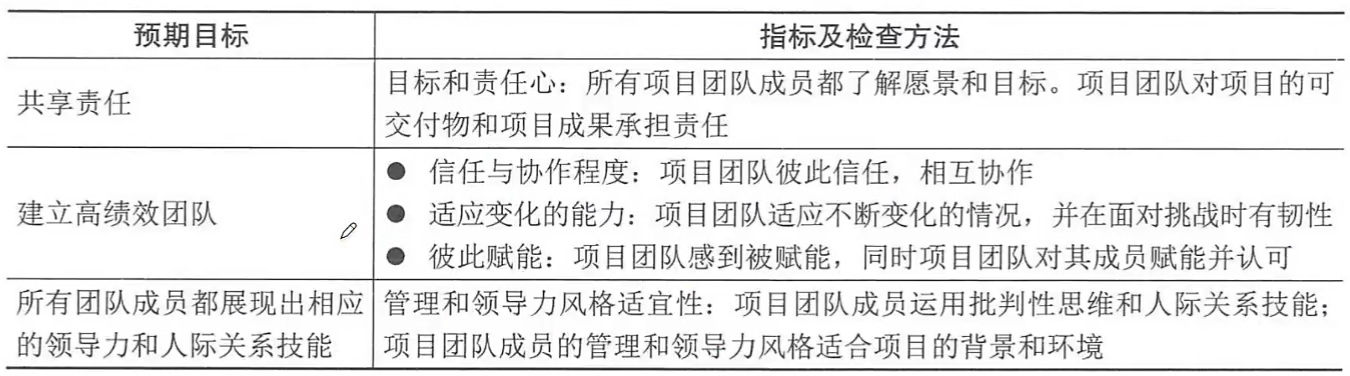 预期目标
指标及检查方法
共享责任
目标和责任心：所有项目团队成员都了解愿景和目标。项目团队对项目的可
交付物和项目成果承担责任
建立高绩效团队
● 信任与协作程度：项目团队彼此信任，相互协作
● 适应变化的能力：项目团队适应不断变化的情况，并在面对挑战时有韧性
● 彼此赋能：项目团队感到被赋能，同时项目团队对其成员赋能并认可
所有团队成员都展现出相应
的领导力和人际关系技能
管理和领导力风格适宜性：项目团队成员运用批判性思维和人际关系技能；
项目团队成员的管理和领导力风格适合项目的背景和环境